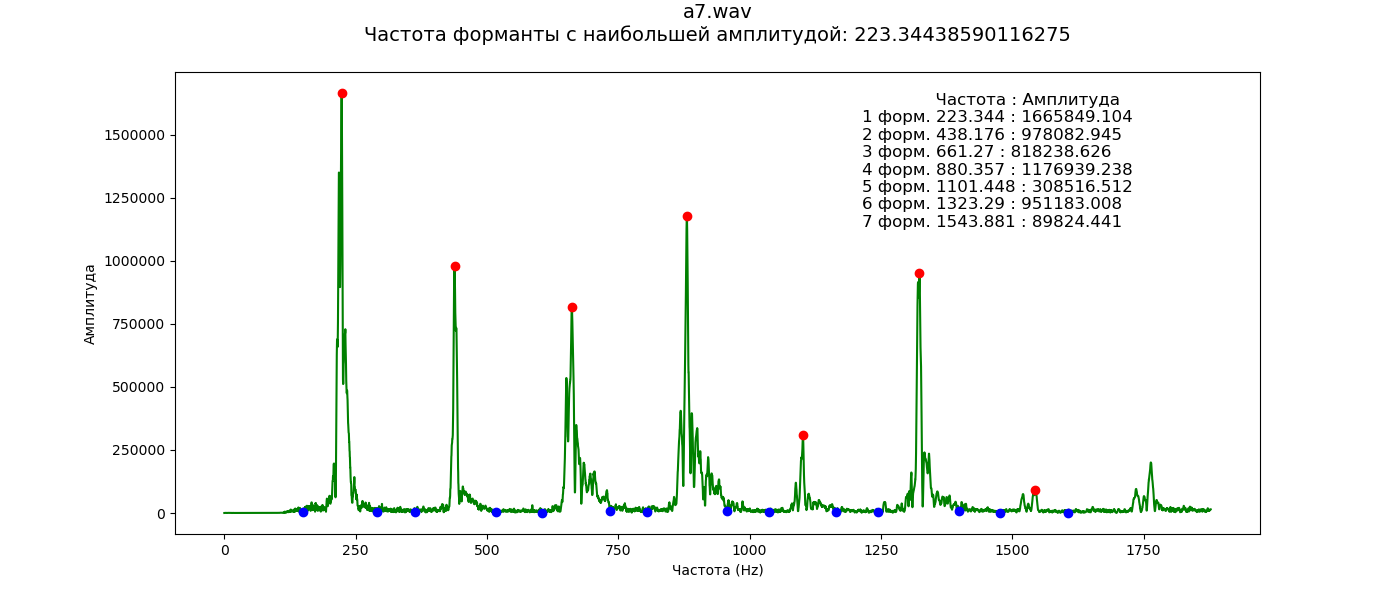 a7.wav
Частота форманты с наибольшей амплитудой: 223.34438590116275
Частота : Амплитуда
1 форм. 223.344 : 1665849.104
2 форм. 438.176 : 978082.945
3 форм. 661.27 : 818238.626
4 форм. 880.357 : 1176939.238
5 форм. 1101.448 : 308516.512
6 форм. 1323.29 : 951183.008
7 форм. 1543.881 : 89824.441
Амплитуда
1500000
1250000
1000000
750000
500000
250000
0
0 250 500 750 1000 1250 1500 1750
Частота (Hz)